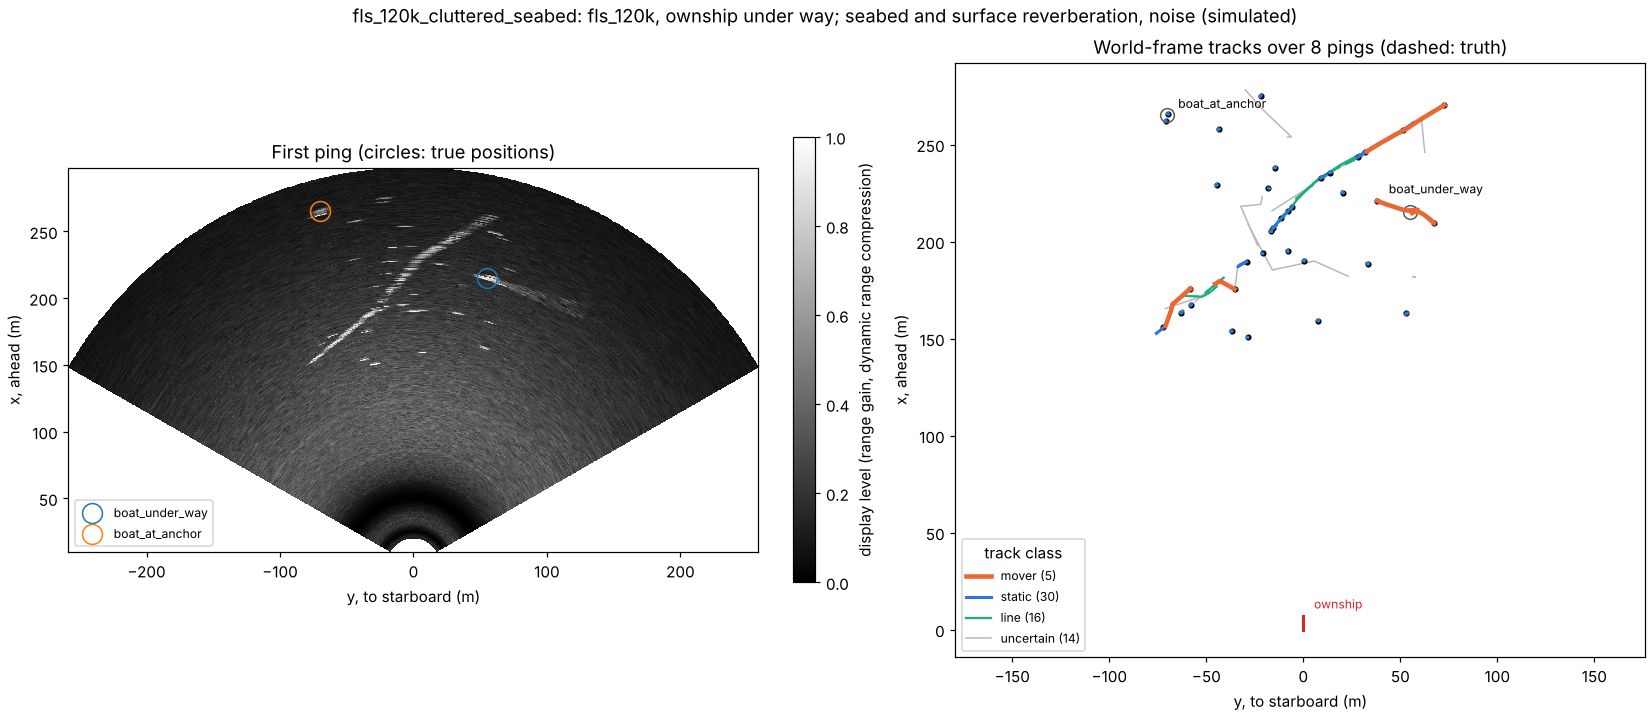 fls_120k_cluttered_seabed: fls_120k, ownship under way; seabed and surface reverberation, noise (simulated)
First ping (circles: true positions)
x, ahead (m)
250
200
150
100
50
−200
−100
0
100
200
y, to starboard (m)
boat_under_way
boat_at_anchor
1.0
0.8
0.6
0.4
0.2
0.0
display level (range gain, dynamic range compression)
World-frame tracks over 8 pings (dashed: truth)
x, ahead (m)
250
200
150
100
50
0
boat_at_anchor
boat_under_way
ownship
track class
mover (5)
static (30)
line (16)
uncertain (14)
−150
−100
−50
0
50
100
150
y, to starboard (m)